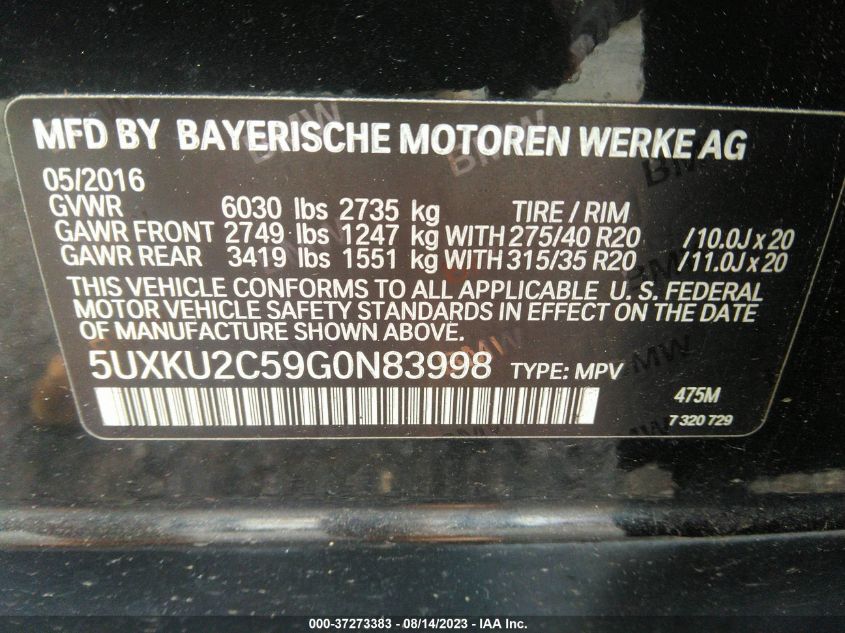 MFD BY BAYERISCHE MOTOREN WERKE AG
05/2016
GVWR 6030 lbs 2735 kg TIRE / RIM
GAWR FRONT 2749 lbs 1247 kg WITH 275/40 R20 / 10.0J x 20
GAWR REAR 3419 lbs 1551 kg WITH 315/35 R20 / 11.0J x 20
THIS VEHICLE CONFORMS TO ALL APPLICABLE U. S. FEDERAL
MOTOR VEHICLE SAFETY STANDARDS IN EFFECT ON THE DATE
OF MANUFACTURE SHOWN ABOVE.
5UXKU2C59G0N83998 TYPE: MPV
475M
7 320 729
000-37273383 - 08/14/2023 - IAA Inc.